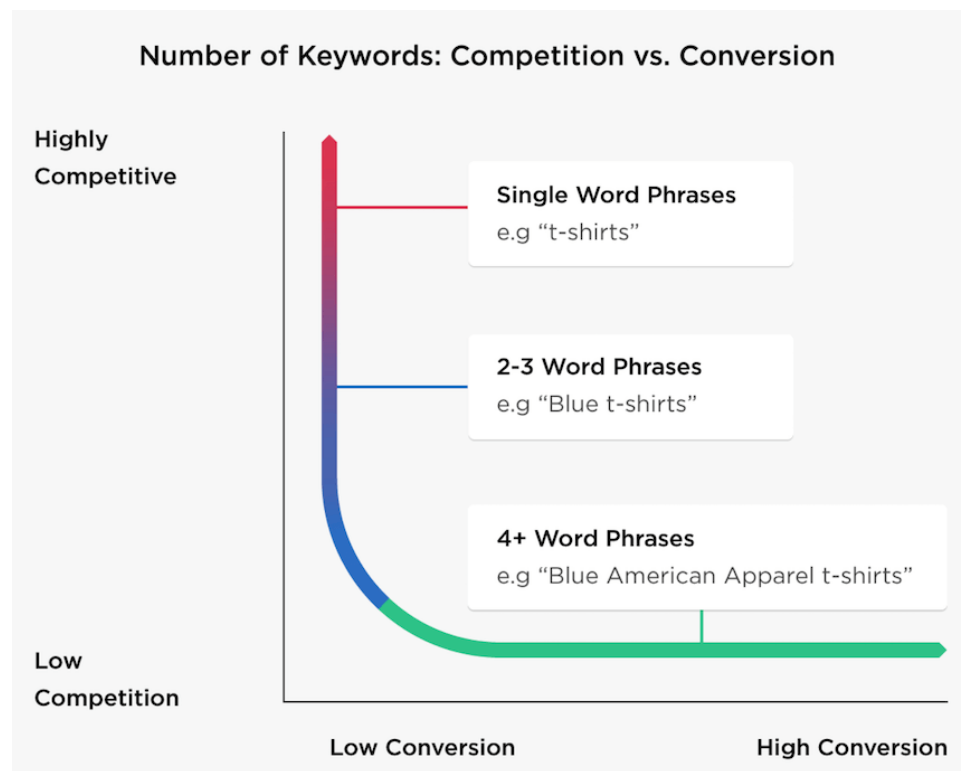 Number of Keywords: Competition vs. Conversion
Highly
Competitive
Single Word Phrases
e.g “t-shirts”
2-3 Word Phrases
e.g “Blue t-shirts”
4+ Word Phrases
e.g “Blue American Apparel t-shirts”
Low
Competition
Low Conversion
High Conversion